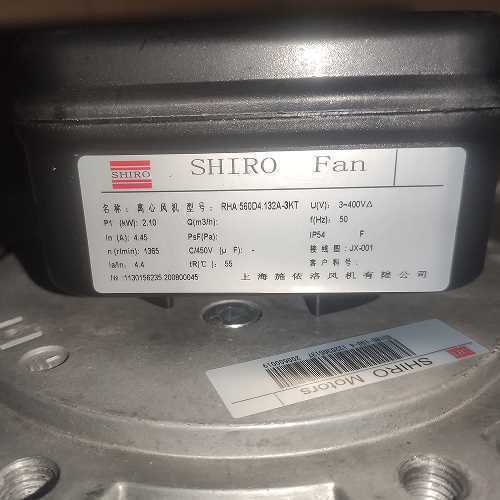 SHIRO
SHIRO Fan
名称: 离心风机 型号: RHA 560D4.132A-3KT U(V): 3~400V△
P1 (kW): 2.10 Q(m3/h): f(Hz): 50
In (A): 4.45 PsF(Pa): IP54 F
n (r/min): 1365 C/450V (μF): - 接线图: JX-001
Ia/In: 4.4 tR(℃): 55 客户料号:
№ :1130156235.200800045 上海施依洛风机有限公司
SHIRO Motors